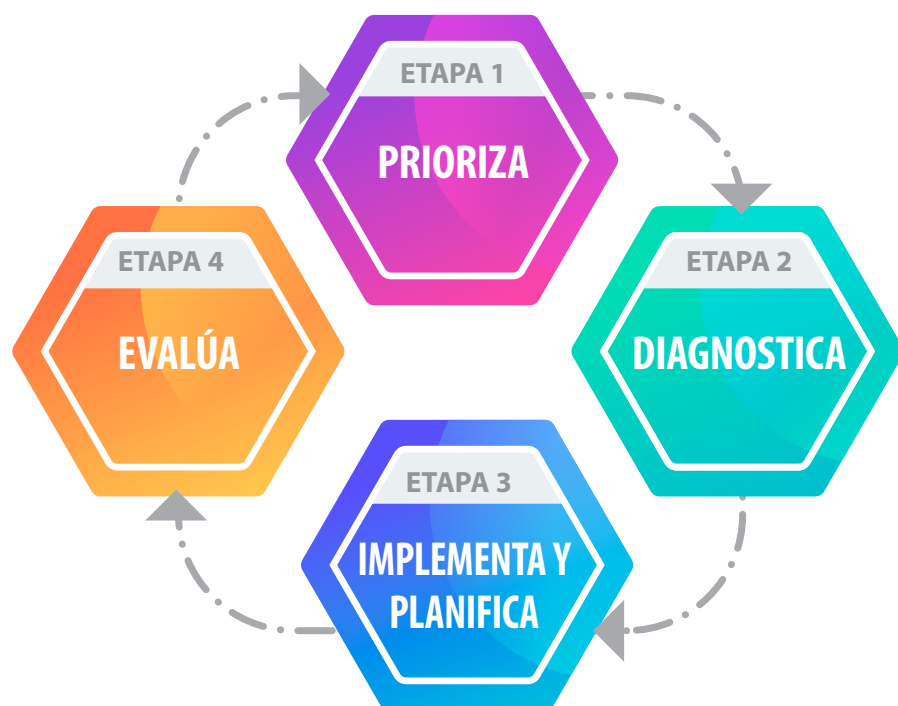 ETAPA 1
PRIORIZA
ETAPA 2
DIAGNOSTICA
ETAPA 3
IMPLEMENTA Y
PLANIFICA
ETAPA 4
EVALÚA